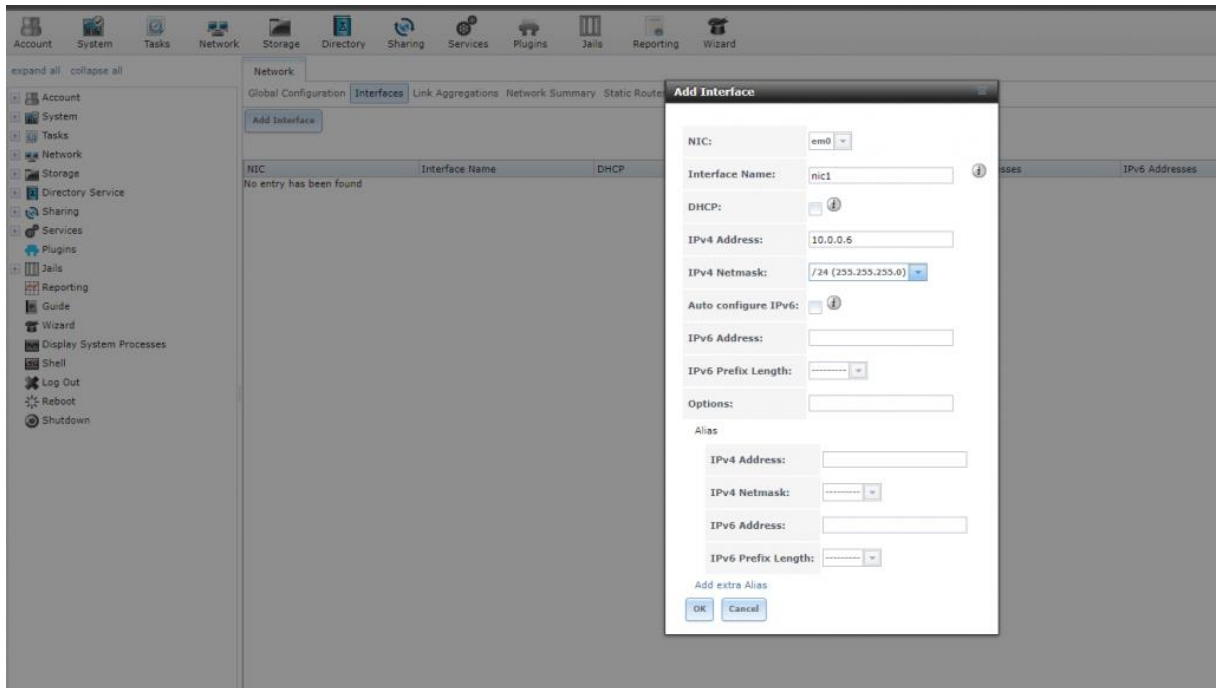 Account System Tasks Network Storage Directory Sharing Services Plugins Jails Reporting Wizard
expand all collapse all
Account
System
Tasks
Network
Storage
Directory Service
Sharing
Services
Plugins
Jails
Reporting
Guide
Wizard
Display System Processes
Shell
Log Out
Reboot
Shutdown
Network
Global Configuration Interfaces Link Aggregations Network Summary Static Route
Add Interface
NIC Interface Name DHCP sses IPv6 Addresses
No entry has been found
Add Interface
NIC: em0
Interface Name: nic1
DHCP:
IPv4 Address: 10.0.0.6
IPv4 Netmask: /24 (255.255.255.0)
Auto configure IPv6:
IPv6 Address:
IPv6 Prefix Length: ---------
Options:
Alias
IPv4 Address:
IPv4 Netmask: ---------
IPv6 Address:
IPv6 Prefix Length: ---------
Add extra Alias
OK Cancel